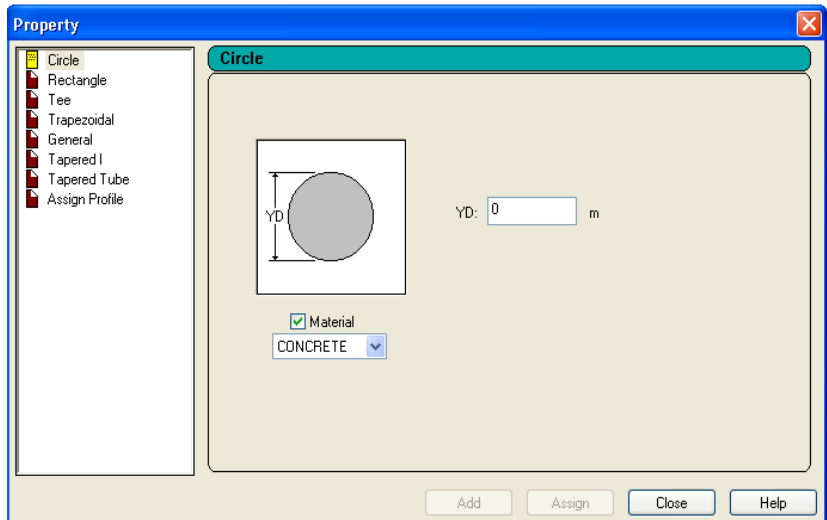 Property
Circle
Rectangle
Tee
Trapezoidal
General
Tapered I
Tapered Tube
Assign Profile
Circle
YD
YD: 0 m
Material
CONCRETE
Add Assign Close Help